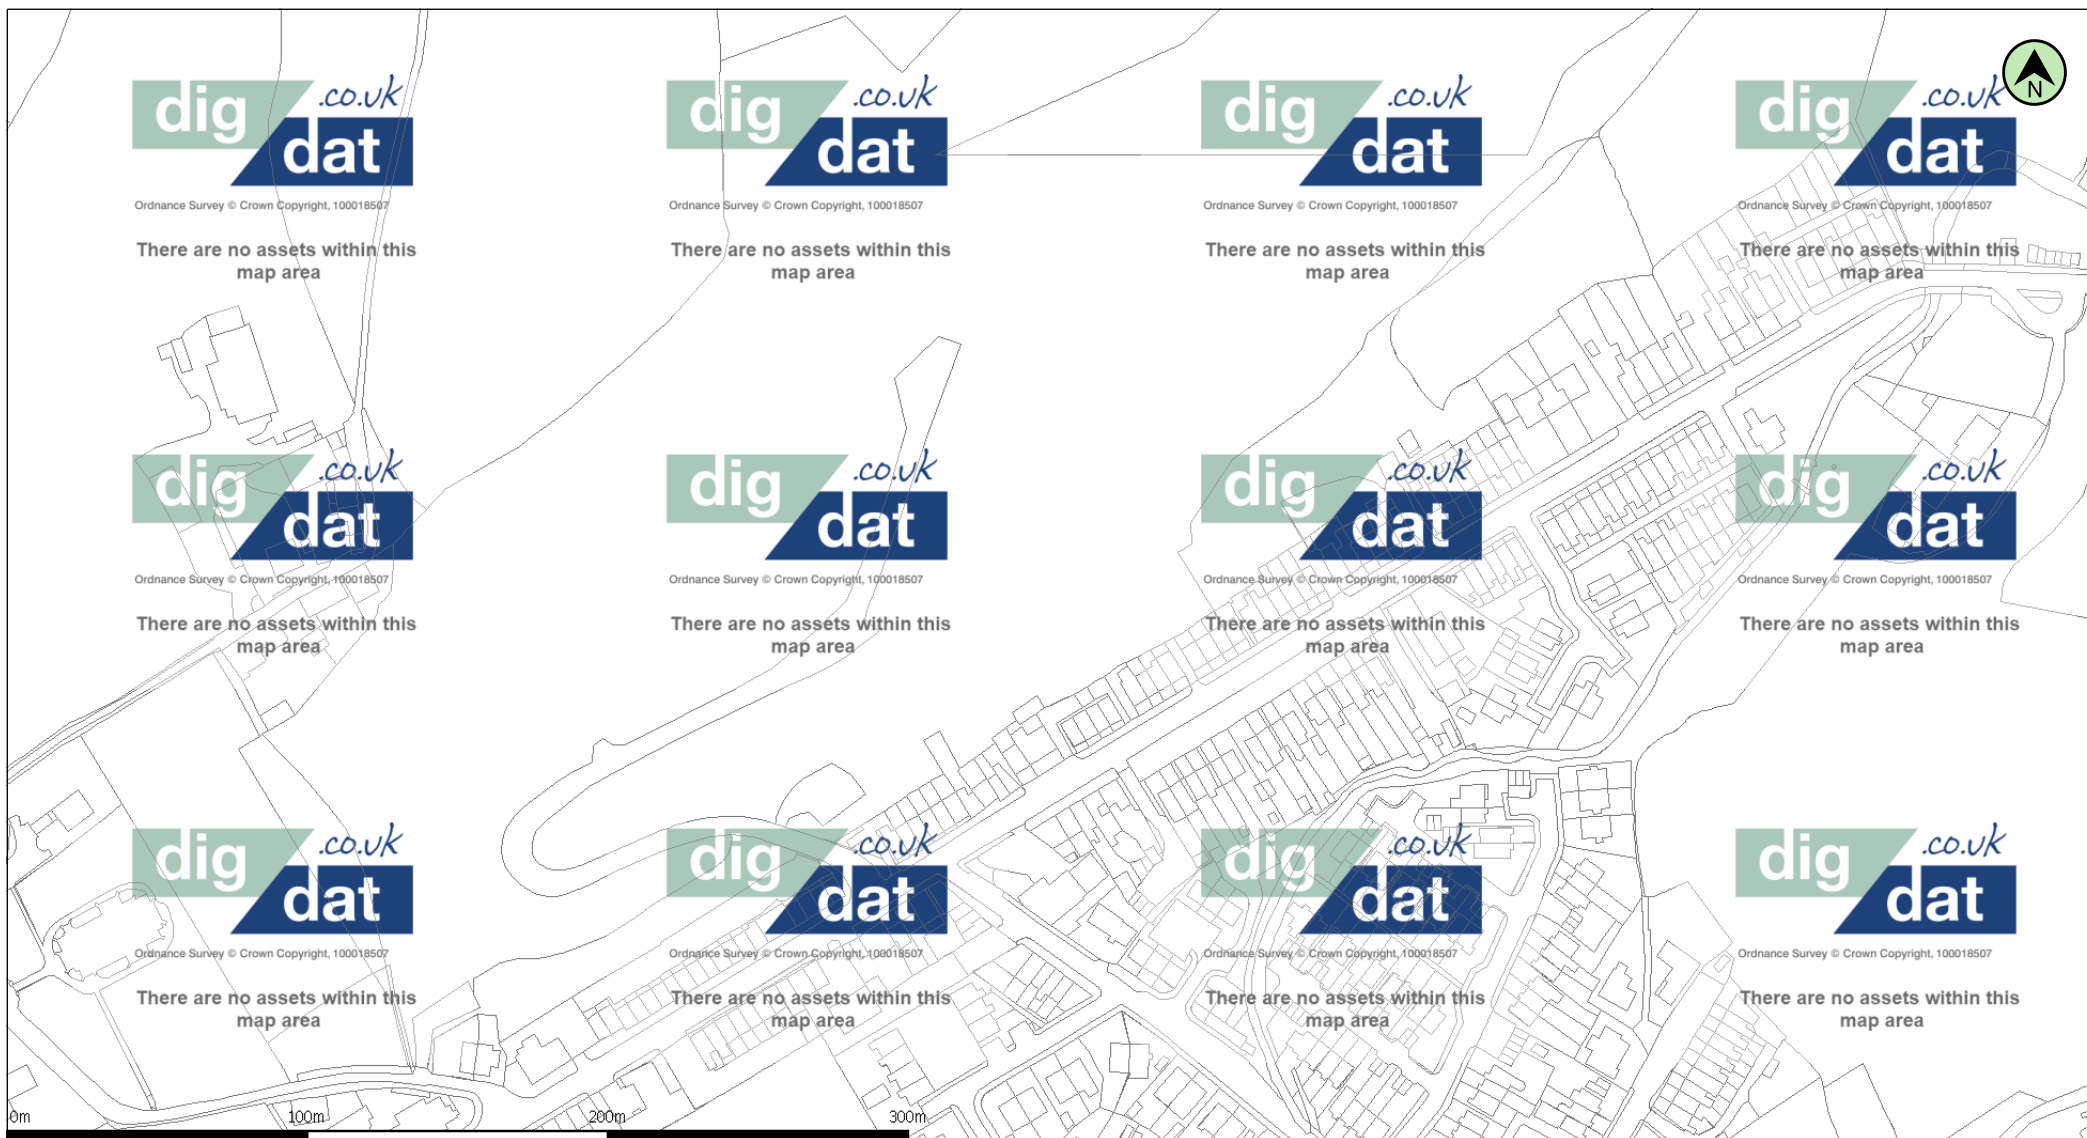 dig .co.uk
dat
Ordnance Survey © Crown Copyright, 100018507
There are no assets within this
map area
dig .co.uk
dat
Ordnance Survey © Crown Copyright, 100018507
There are no assets within this
map area
dig .co.uk
dat
Ordnance Survey © Crown Copyright, 100018507
There are no assets within this
map area
dig .co.uk
dat
Ordnance Survey © Crown Copyright, 100018507
There are no assets within this
map area
N
dig .co.uk
dat
Ordnance Survey © Crown Copyright, 100018507
There are no assets within this
map area
dig .co.uk
dat
Ordnance Survey © Crown Copyright, 100018507
There are no assets within this
map area
dig .co.uk
dat
Ordnance Survey © Crown Copyright, 100018507
There are no assets within this
map area
dig .co.uk
dat
Ordnance Survey © Crown Copyright, 100018507
There are no assets within this
map area
dig .co.uk
dat
Ordnance Survey © Crown Copyright, 100018507
There are no assets within this
map area
dig .co.uk
dat
Ordnance Survey © Crown Copyright, 100018507
There are no assets within this
map area
dig .co.uk
dat
Ordnance Survey © Crown Copyright, 100018507
There are no assets within this
map area
dig .co.uk
dat
Ordnance Survey © Crown Copyright, 100018507
There are no assets within this
map area
0m 100m 200m 300m